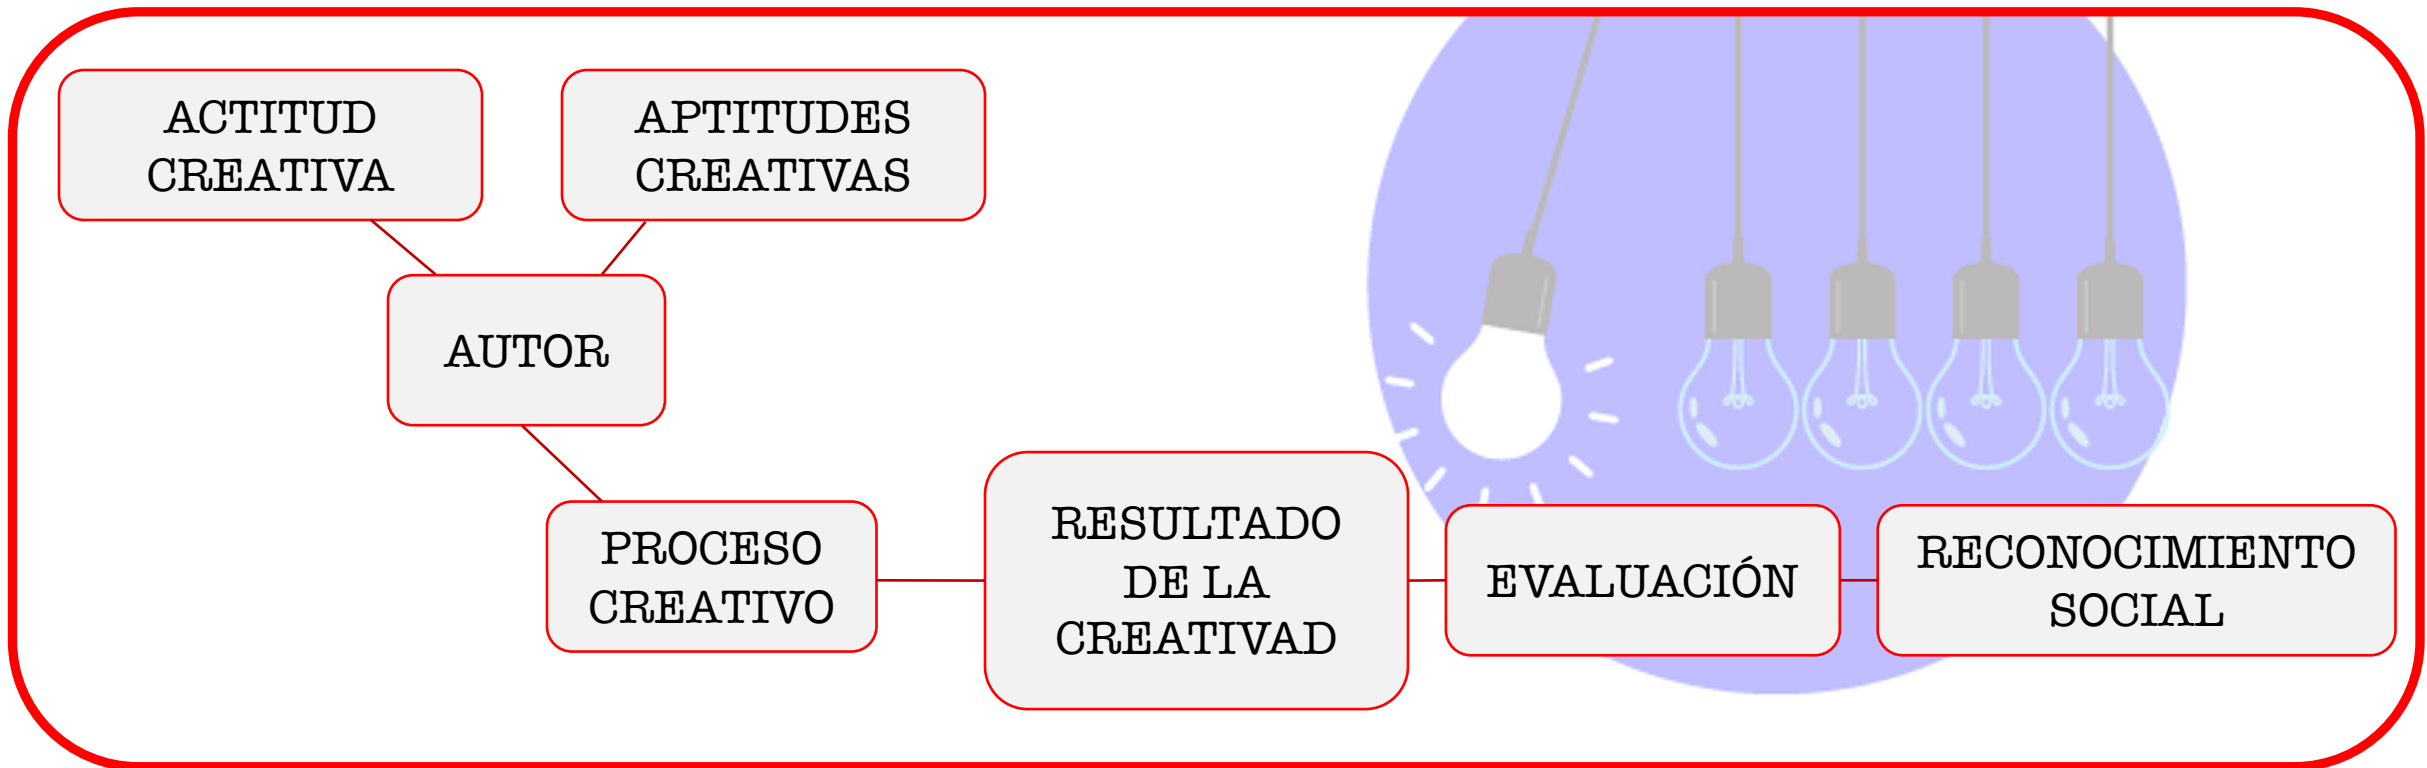 ACTITUD
CREATIVA
APTITUDES
CREATIVAS
AUTOR
PROCESO
CREATIVO
RESULTADO
DE LA
CREATIVAD
EVALUACIÓN
RECONOCIMIENTO
SOCIAL